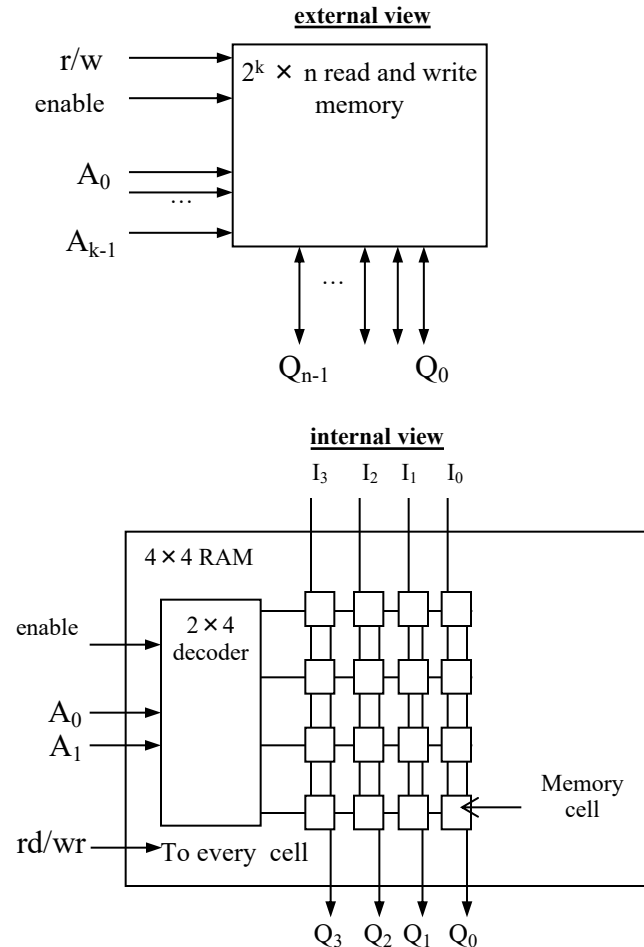 external view
r/w
2ᵏ × n read and write
memory
enable
A₀
...
Aₖ₋₁
...
Qₙ₋₁ Q₀
internal view
I₃ I₂ I₁ I₀
4×4 RAM
2×4
decoder
enable
A₀
A₁
Memory
cell
rd/wr
To every cell
Q₃ Q₂ Q₁ Q₀